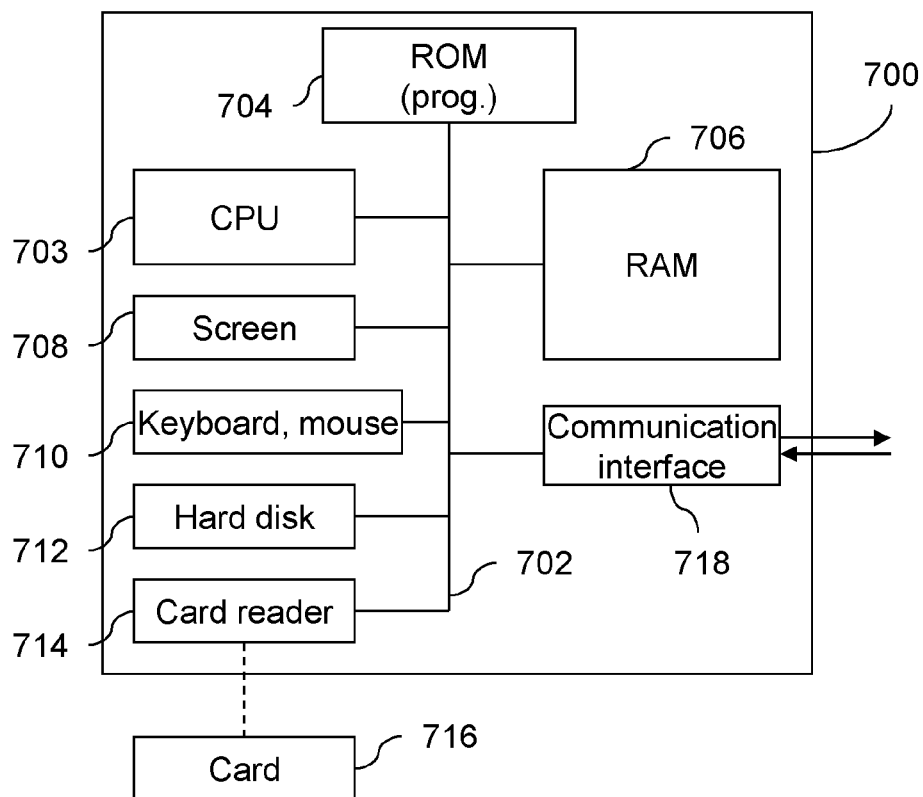 ROM
(prog.)
704
700
706
CPU
703
RAM
Screen
708
Keyboard, mouse
710
Communication
interface
718
Hard disk
712
702
Card reader
714
716
Card